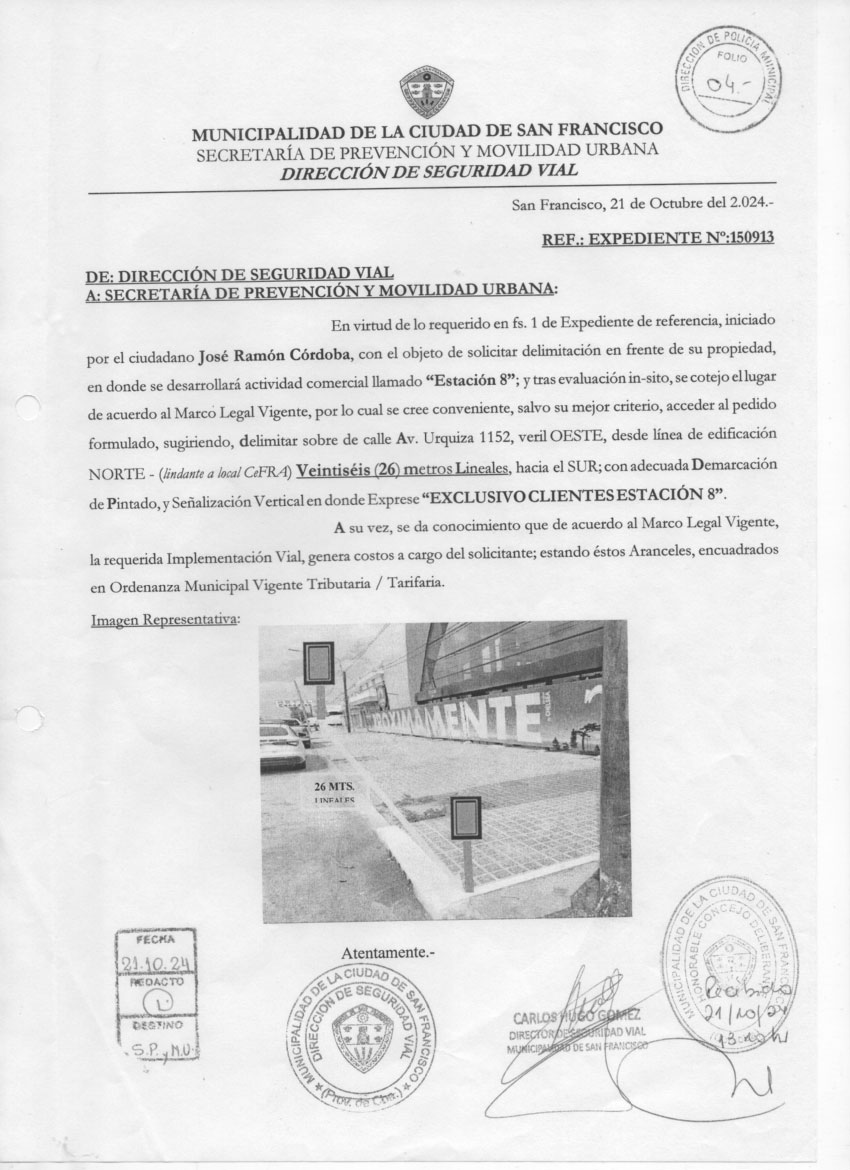 DIRECCION DE POLICIA MUNICIPAL
FOLIO
04.-
MUNICIPALIDAD DE LA CIUDAD DE SAN FRANCISCO
SECRETARÍA DE PREVENCIÓN Y MOVILIDAD URBANA
DIRECCIÓN DE SEGURIDAD VIAL
San Francisco, 21 de Octubre del 2.024.-
REF.: EXPEDIENTE Nº:150913
DE: DIRECCIÓN DE SEGURIDAD VIAL
A: SECRETARÍA DE PREVENCIÓN Y MOVILIDAD URBANA:
En virtud de lo requerido en fs. 1 de Expediente de referencia, iniciado
por el ciudadano José Ramón Córdoba, con el objeto de solicitar delimitación en frente de su propiedad,
en donde se desarrollará actividad comercial llamado “Estación 8”; y tras evaluación in-sito, se cotejo el lugar
de acuerdo al Marco Legal Vigente, por lo cual se cree conveniente, salvo su mejor criterio, acceder al pedido
formulado, sugiriendo, delimitar sobre de calle Av. Urquiza 1152, veril OESTE, desde línea de edificación
NORTE - (lindante a local CeFRA) Veintiséis (26) metros Lineales, hacia el SUR; con adecuada Demarcación
de Pintado, y Señalización Vertical en donde Exprese “EXCLUSIVO CLIENTES ESTACIÓN 8”.
A su vez, se da conocimiento que de acuerdo al Marco Legal Vigente,
la requerida Implementación Vial, genera costos a cargo del solicitante; estando éstos Aranceles, encuadrados
en Ordenanza Municipal Vigente Tributaria / Tarifaria.
Imagen Representativa:
PROXIMAMENTE
26 MTS.
LINEALES
Atentamente.-
FECHA
21.10.24
REDACTO
DESTINO
S.P. y M.U.
MUNICIPALIDAD DE LA CIUDAD DE SAN FRANCISCO
DIRECCIÓN DE SEGURIDAD VIAL
(Prov. de Cba.)
CARLOS HUGO GOMEZ
DIRECTOR DE SEGURIDAD VIAL
MUNICIPALIDAD DE SAN FRANCISCO
MUNICIPALIDAD DE LA CIUDAD DE SAN FRANCISCO
HONORABLE CONCEJO DELIBERANTE
Recibido
21/10/24